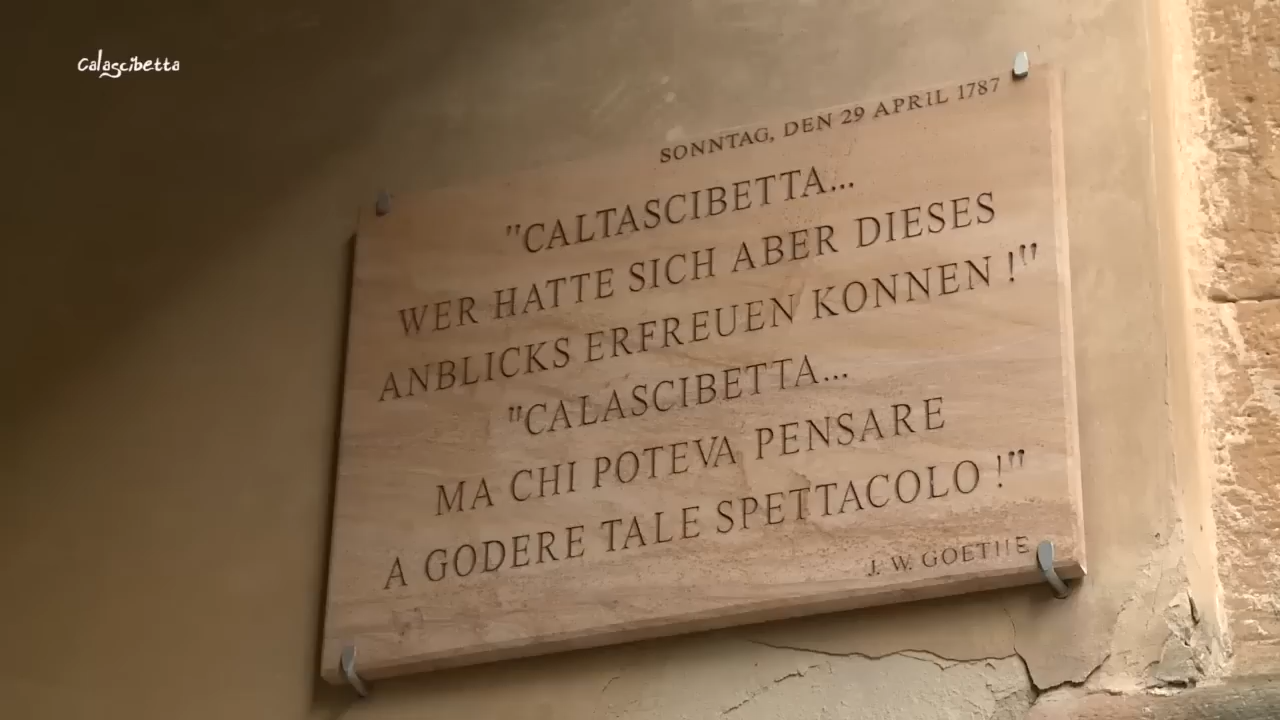 Calascibetta
SONNTAG, DEN 29 APRIL 1787
"CALTASCIBETTA...
WER HATTE SICH ABER DIESES
ANBLICKS ERFREUEN KONNEN !"
"CALASCIBETTA...
MA CHI POTEVA PENSARE
A GODERE TALE SPETTACOLO !"
J. W. GOETHE